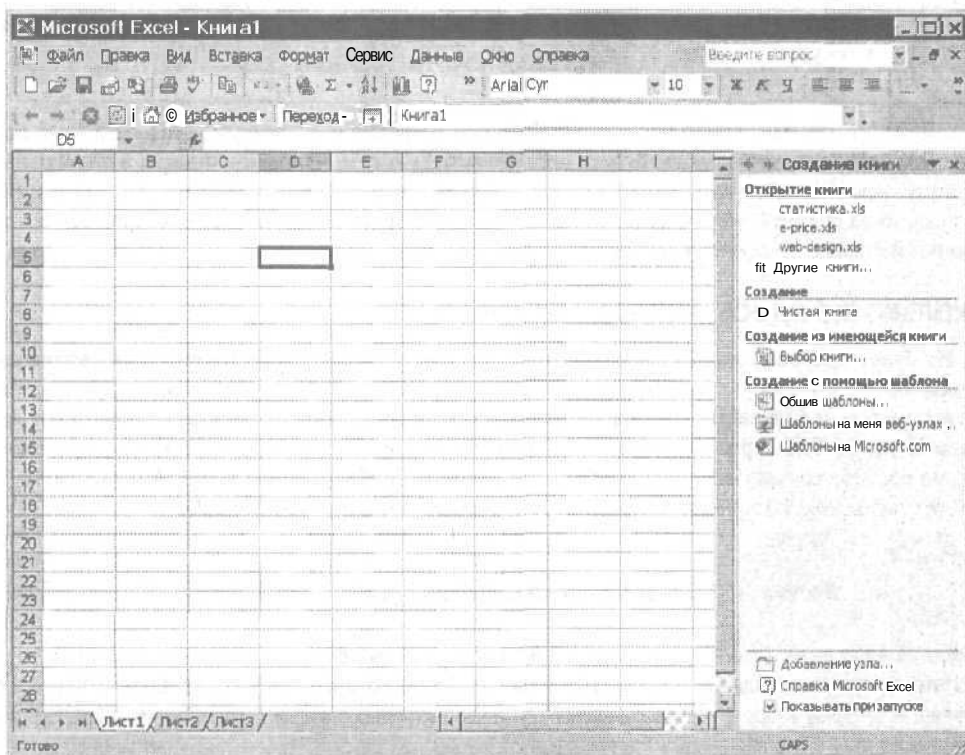 Microsoft Excel - Книга1
Файл Правка Вид Вставка Формат Сервис Данные Окно Справка Введите вопрос
Arial Cyr 10 Ж К Ч
Избранное Переход Книга1
D5 fx
A B C D E F G H I
1
2
3
4
5
6
7
8
9
10
11
12
13
14
15
16
17
18
19
20
21
22
23
24
25
26
27
28
Создание книги
Открытие книги
статистика.xls
e-price.xls
web-design.xls
fit Другие книги...
Создание
D Чистая книга
Создание из имеющейся книги
Выбор книги...
Создание с помощью шаблона
Общив шаблоны...
Шаблоны на меня веб-узлах...
Шаблоны на Microsoft.com
Добавление узла...
Справка Microsoft Excel
Показывать при запуске
Лист1 Лист2 Лист3
Готово CAPS